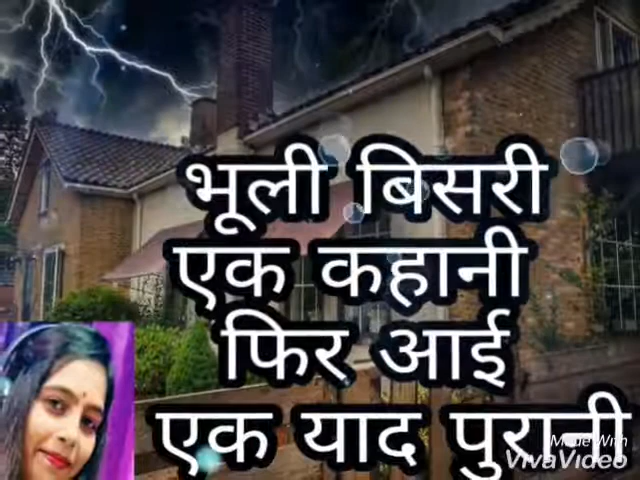 भूली बिसरी
एक कहानी
फिर आई
एक याद पुरानी
Made With
VivaVideo